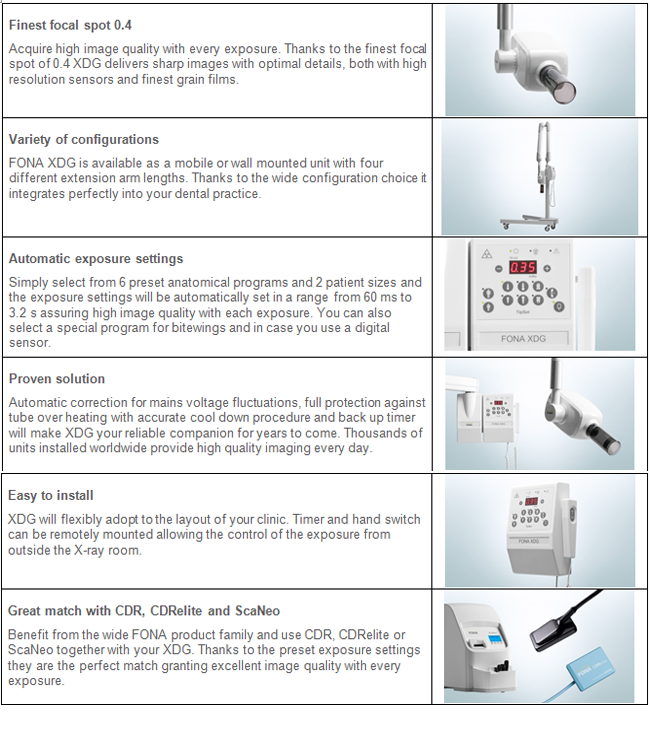 Finest focal spot 0.4
Acquire high image quality with every exposure. Thanks to the finest focal
spot of 0.4 XDG delivers sharp images with optimal details, both with high
resolution sensors and finest grain films.
Variety of configurations
FONA XDG is available as a mobile or wall mounted unit with four
different extension arm lengths. Thanks to the wide configuration choice it
integrates perfectly into your dental practice.
Automatic exposure settings
Simply select from 6 preset anatomical programs and 2 patient sizes and
the exposure settings will be automatically set in a range from 60 ms to
3.2 s assuring high image quality with each exposure. You can also
select a special program for bitewings and in case you use a digital
sensor.
0.35
FONA XDG
Proven solution
Automatic correction for mains voltage fluctuations, full protection against
tube over heating with accurate cool down procedure and back up timer
will make XDG your reliable companion for years to come. Thousands of
units installed worldwide provide high quality imaging every day.
Easy to install
XDG will flexibly adopt to the layout of your clinic. Timer and hand switch
can be remotely mounted allowing the control of the exposure from
outside the X-ray room.
FONA XDG
Great match with CDR, CDRelite and ScaNeo
Benefit from the wide FONA product family and use CDR, CDRelite or
ScaNeo together with your XDG. Thanks to the preset exposure settings
they are the perfect match granting excellent image quality with every
exposure.
FONA